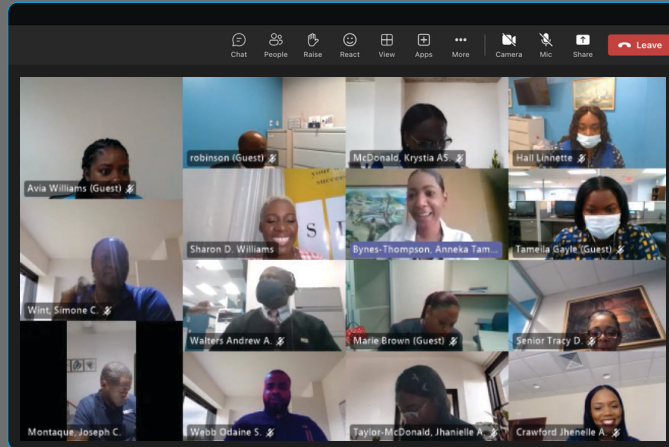 Chat People Raise React View Apps More Camera Mic Share Leave
Avia Williams (Guest)
robinson (Guest)
McDonald, Krystia AS.
Hall Linnette
Wint, Simone C.
Sharon D. Williams
Bynes-Thompson, Anneka Tam...
Tameila Gayle (Guest)
Walters Andrew A.
Marie Brown (Guest)
Senior Tracy D.
Montaque, Joseph C.
Webb Odaine S.
Taylor-McDonald, Jhanielle A.
Crawford Jhenelle A.